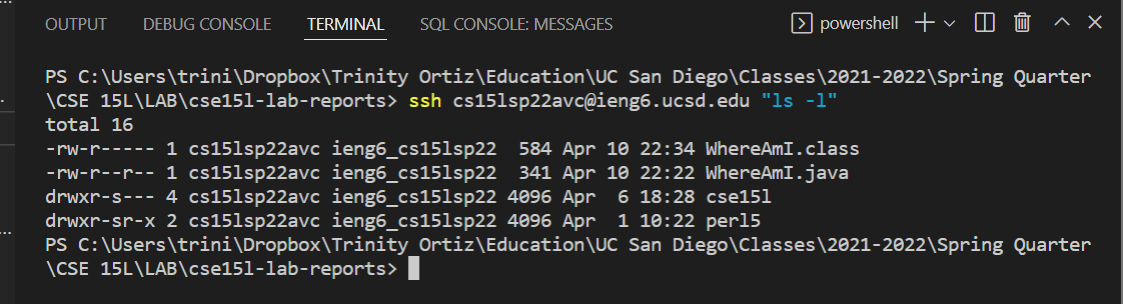 OUTPUT DEBUG CONSOLE TERMINAL SQL CONSOLE: MESSAGES powershell
PS C:\Users\trini\Dropbox\Trinity Ortiz\Education\UC San Diego\Classes\2021-2022\Spring Quarter
\CSE 15L\LAB\cse15l-lab-reports> ssh cs15lsp22avc@ieng6.ucsd.edu "ls -l"
total 16
-rw-r----- 1 cs15lsp22avc ieng6_cs15lsp22  584 Apr 10 22:34 WhereAmI.class
-rw-r--r-- 1 cs15lsp22avc ieng6_cs15lsp22  341 Apr 10 22:22 WhereAmI.java
drwxr-s--- 4 cs15lsp22avc ieng6_cs15lsp22 4096 Apr  6 18:28 cse15l
drwxr-sr-x 2 cs15lsp22avc ieng6_cs15lsp22 4096 Apr  1 10:22 perl5
PS C:\Users\trini\Dropbox\Trinity Ortiz\Education\UC San Diego\Classes\2021-2022\Spring Quarter
\CSE 15L\LAB\cse15l-lab-reports>